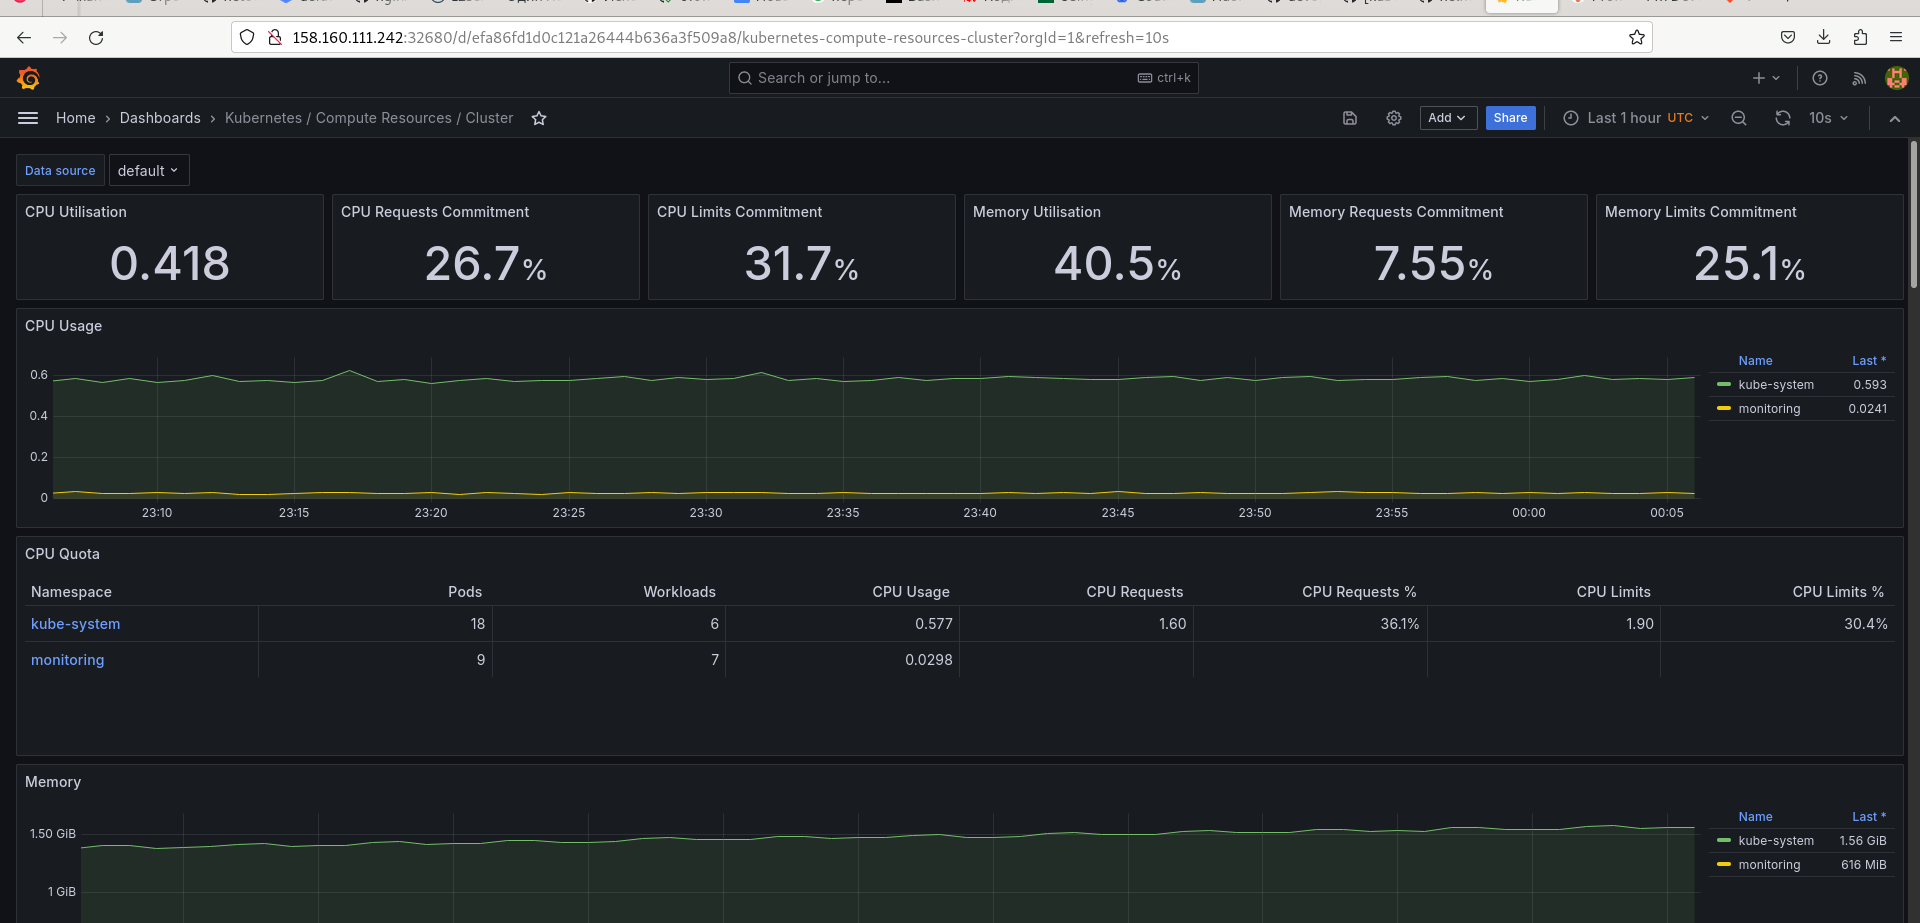 158.160.111.242:32680/d/efa86fd1d0c121a26444b636a3f509a8/kubernetes-compute-resources-cluster?orgId=1&refresh=10s
Search or jump to... ctrl+k
Home › Dashboards › Kubernetes / Compute Resources / Cluster Add Share Last 1 hour UTC 10s
Data source default
CPU Utilisation CPU Requests Commitment CPU Limits Commitment Memory Utilisation Memory Requests Commitment Memory Limits Commitment
0.418 26.7% 31.7% 40.5% 7.55% 25.1%
CPU Usage
Name Last *
kube-system 0.593
monitoring 0.0241
0.6
0.4
0.2
0
23:10 23:15 23:20 23:25 23:30 23:35 23:40 23:45 23:50 23:55 00:00 00:05
CPU Quota
Namespace Pods Workloads CPU Usage CPU Requests CPU Requests % CPU Limits CPU Limits %
kube-system 18 6 0.577 1.60 36.1% 1.90 30.4%
monitoring 9 7 0.0298
Memory
Name Last *
kube-system 1.56 GiB
monitoring 616 MiB
1.50 GiB
1 GiB